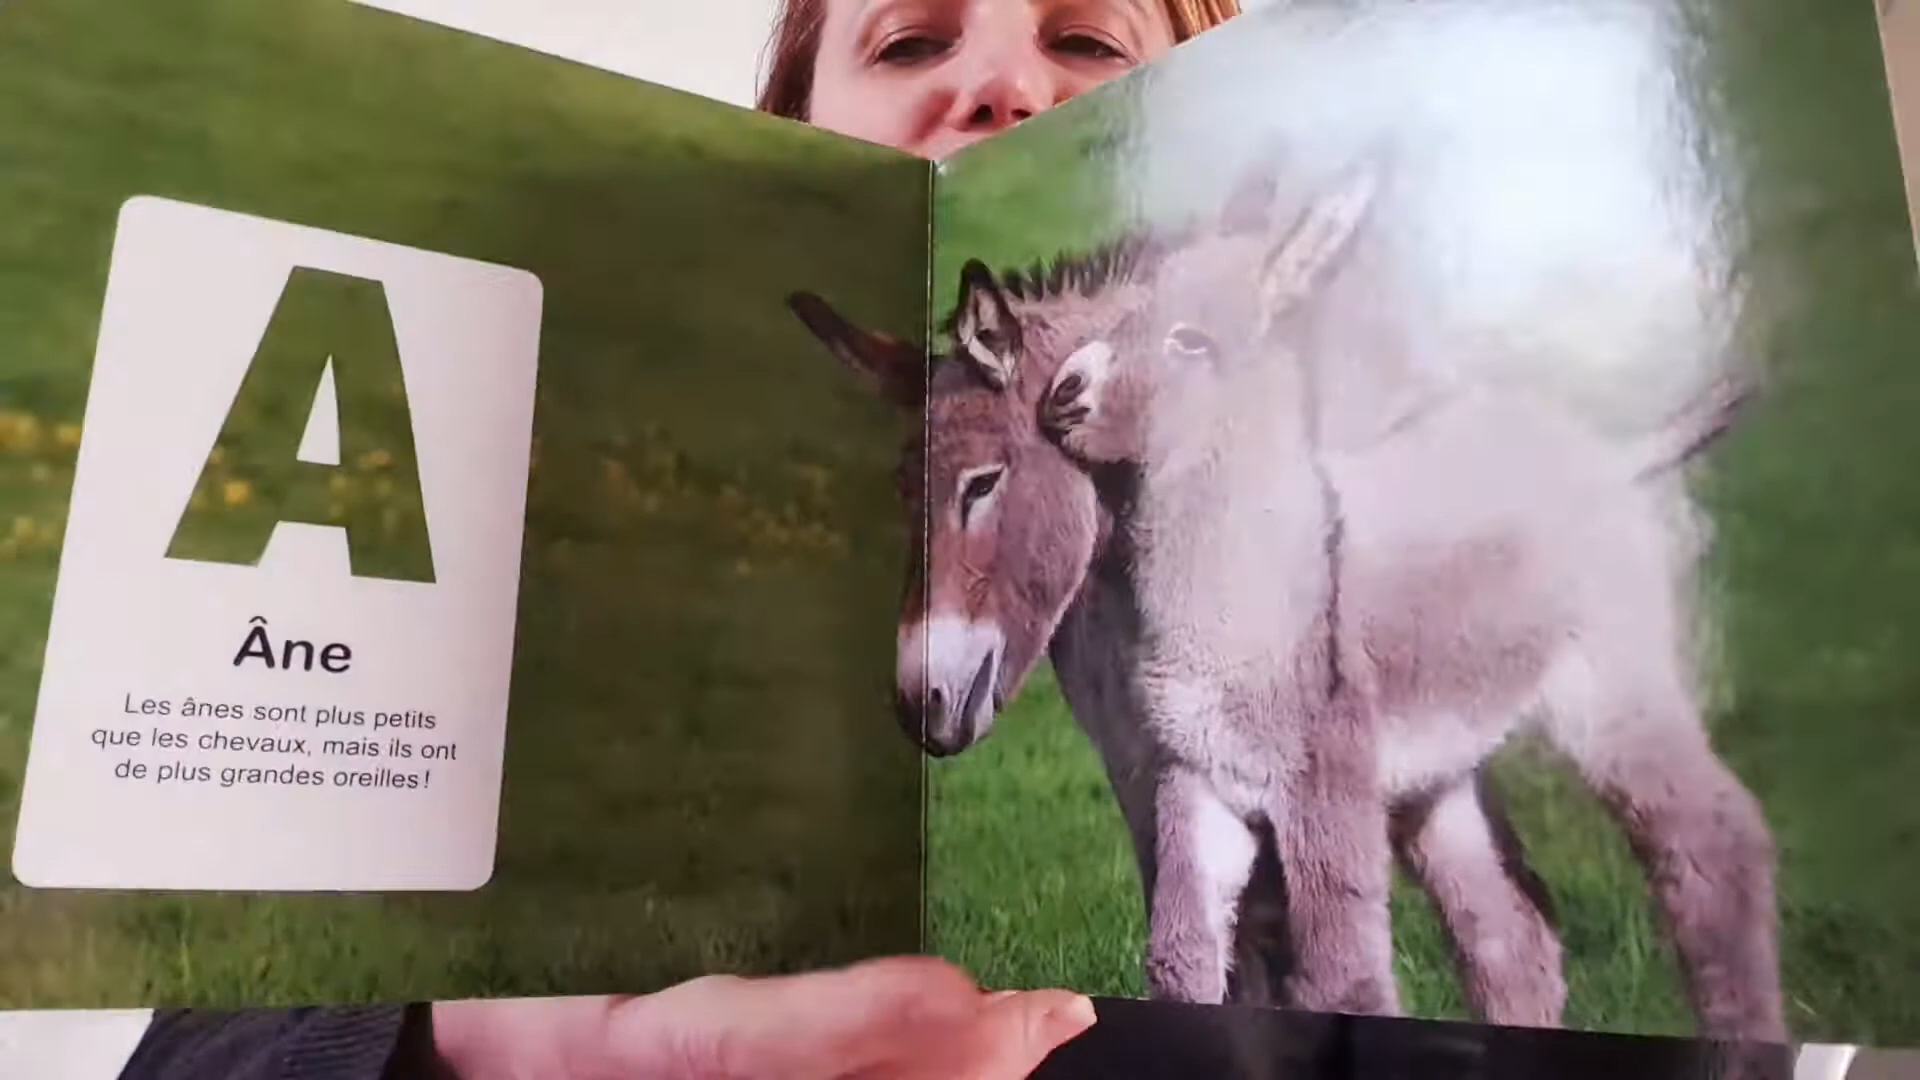 A
Âne
Les ânes sont plus petits
que les chevaux, mais ils ont
de plus grandes oreilles !